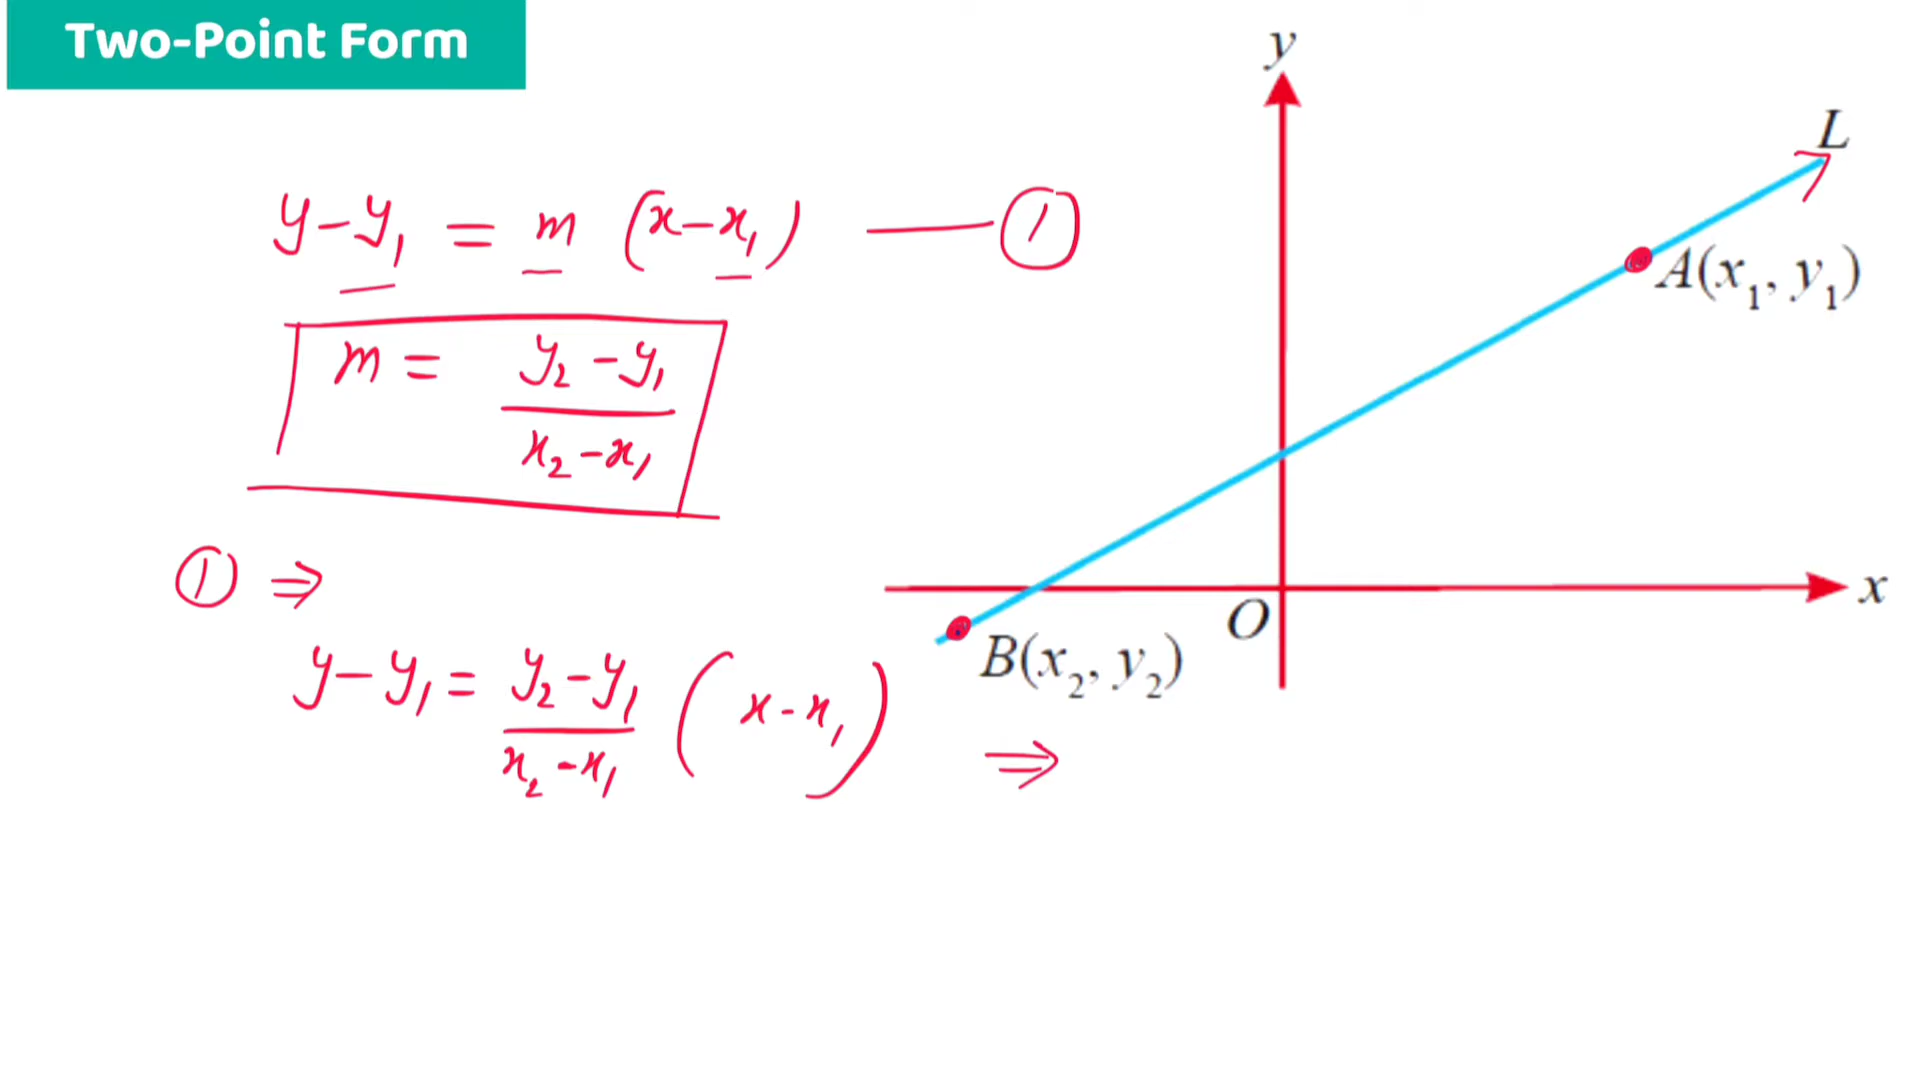 Two-Point Form
y-y₁ = m (x-x₁) —— ①
m = y₂-y₁ / x₂-x₁
① ⇒
y-y₁ = y₂-y₁ / x₂-x₁ (x-x₁) ⇒
y
L
A(x₁, y₁)
x
O
B(x₂, y₂)